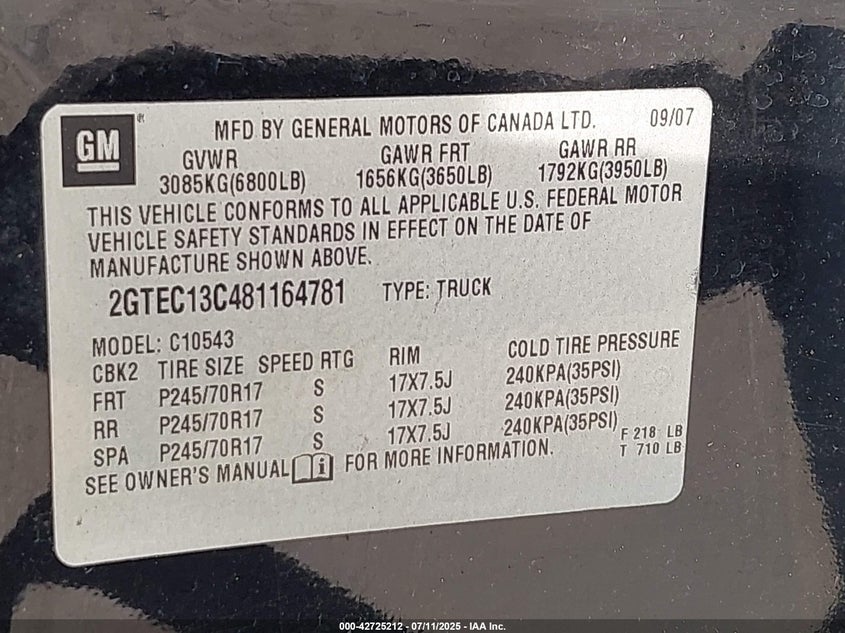 GM
MFD BY GENERAL MOTORS OF CANADA LTD. 09/07
GVWR GAWR FRT GAWR RR
3085KG(6800LB) 1656KG(3650LB) 1792KG(3950LB)
THIS VEHICLE CONFORMS TO ALL APPLICABLE U.S. FEDERAL MOTOR
VEHICLE SAFETY STANDARDS IN EFFECT ON THE DATE OF
MANUFACTURE SHOWN ABOVE.
2GTEC13C481164781 TYPE: TRUCK
MODEL: C10543
CBK2 TIRE SIZE SPEED RTG RIM COLD TIRE PRESSURE
FRT P245/70R17 S 17X7.5J 240KPA(35PSI)
RR P245/70R17 S 17X7.5J 240KPA(35PSI)
SPA P245/70R17 S 17X7.5J 240KPA(35PSI)
F 218 LB
T 710 LB
SEE OWNER'S MANUAL i FOR MORE INFORMATION.
000-42725212 - 07/11/2025 - IAA Inc.